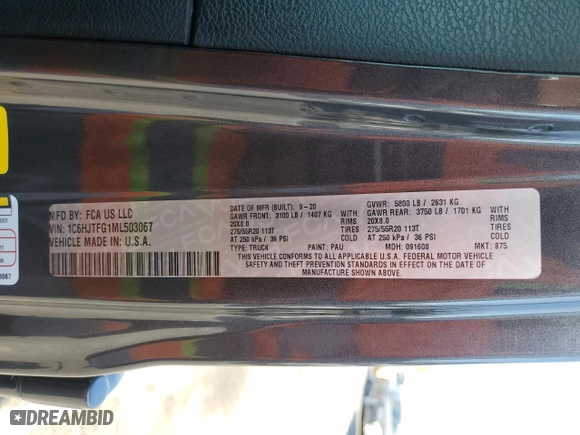 MFD BY: FCA US LLC
VIN: 1C6HJTFG1ML503067
VEHICLE MADE IN: U.S.A.
DATE OF MFR (BUILT): 9-20
GVWR: 5800 LB / 2631 KG
GAWR FRONT: 3100 LB / 1407 KG
GAWR REAR: 3750 LB / 1701 KG
20X8.0 TIRES
20X8.0 TIRES
275/55R20 113T COLD
275/55R20 113T COLD
AT 250 kPa / 36 PSI
AT 250 kPa / 36 PSI
TYPE: TRUCK PAINT: PAU MDH: 091608 MKT: 875
THIS VEHICLE CONFORMS TO ALL APPLICABLE U.S.A. FEDERAL MOTOR VEHICLE
SAFETY AND THEFT PREVENTION STANDARDS IN EFFECT ON THE DATE OF
MANUFACTURE SHOWN ABOVE.
DREAMBID